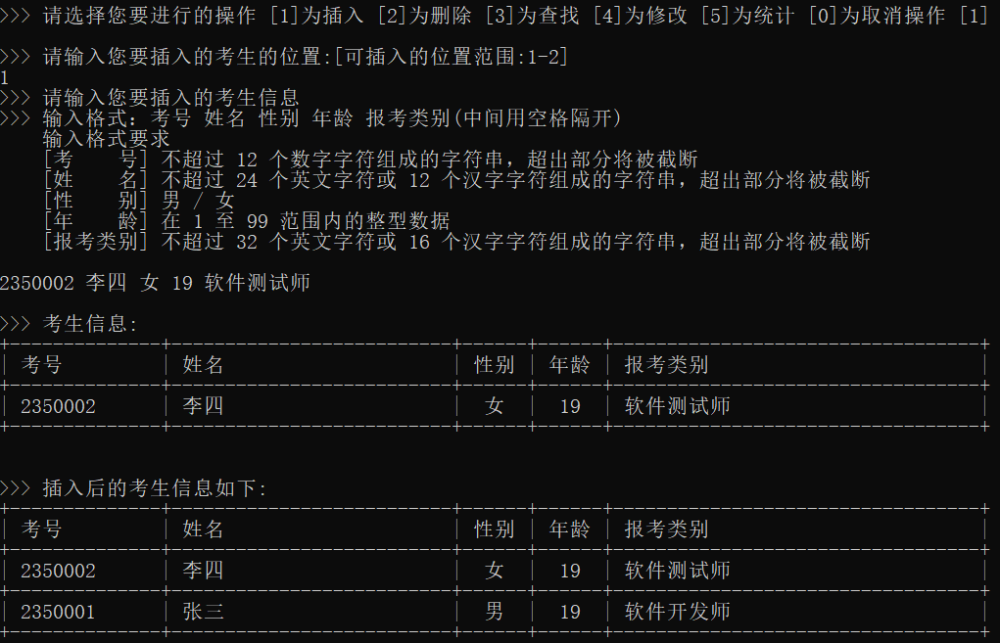 >>> 请选择您要进行的操作 [1]为插入 [2]为删除 [3]为查找 [4]为修改 [5]为统计 [0]为取消操作 [1]
>>> 请输入您要插入的考生的位置:[可插入的位置范围:1-2]
1
>>> 请输入您要插入的考生信息
>>> 输入格式: 考号 姓名 性别 年龄 报考类别(中间用空格隔开)
输入格式要求
[考    号] 不超过 12 个数字字符组成的字符串, 超出部分将被截断
[姓    名] 不超过 24 个英文字符或 12 个汉字字符组成的字符串, 超出部分将被截断
[性    别] 男 / 女
[年    龄] 在 1 至 99 范围内的整型数据
[报考类别] 不超过 32 个英文字符或 16 个汉字字符组成的字符串, 超出部分将被截断
2350002 李四 女 19 软件测试师
>>> 考生信息:
| 考号 | 姓名 | 性别 | 年龄 | 报考类别 |
| 2350002 | 李四 | 女 | 19 | 软件测试师 |
>>> 插入后的考生信息如下:
| 考号 | 姓名 | 性别 | 年龄 | 报考类别 |
| 2350002 | 李四 | 女 | 19 | 软件测试师 |
| 2350001 | 张三 | 男 | 19 | 软件开发师 |